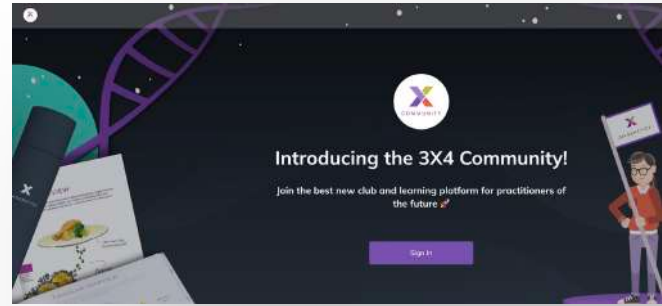 X
X
COMMUNITY
Introducing the 3X4 Community!
Join the best new club and learning platform for practitioners of
the future 🚀
Sign In
X
X